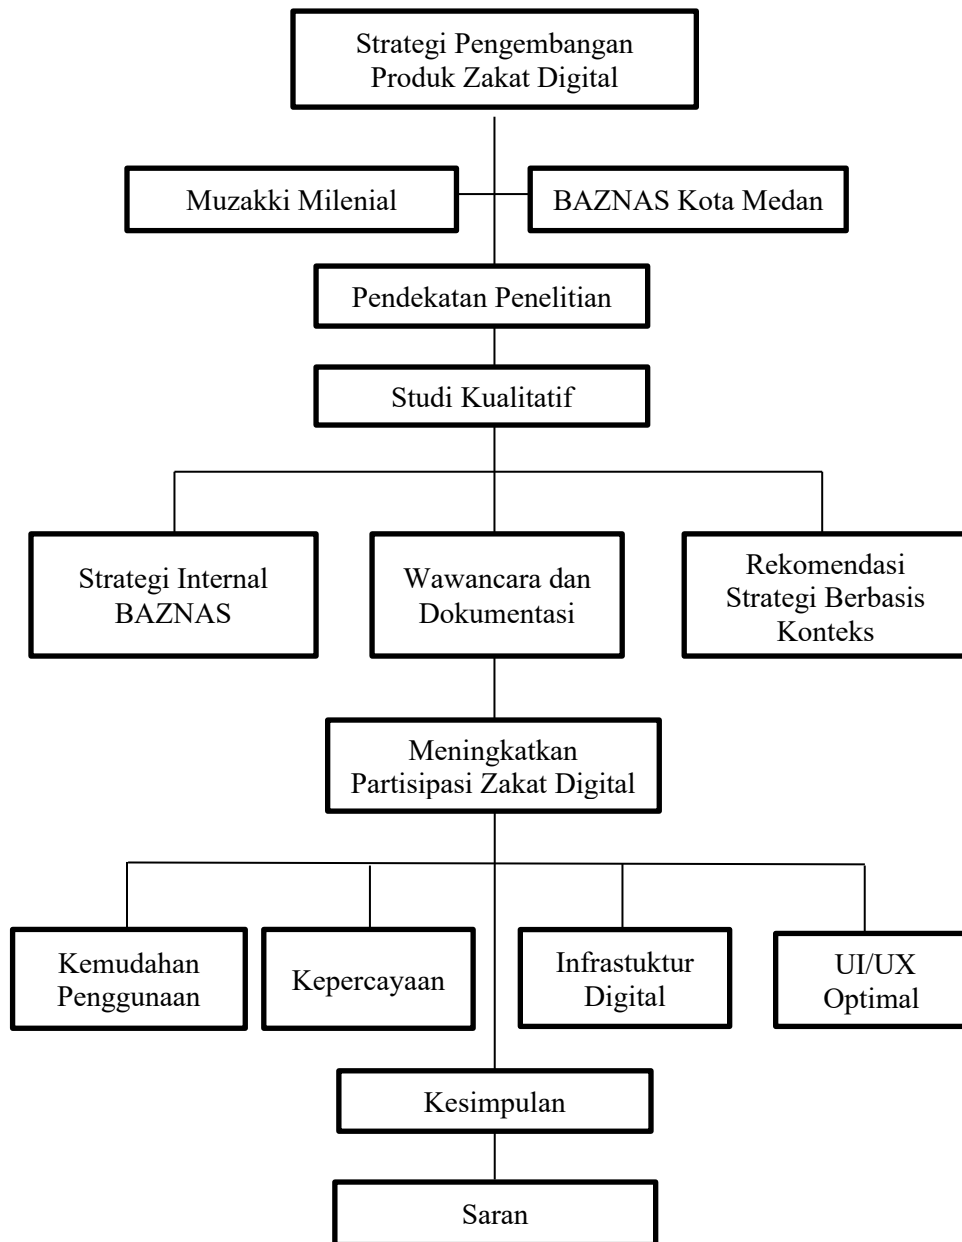 Strategi Pengembangan
Produk Zakat Digital
Muzakki Milenial
BAZNAS Kota Medan
Pendekatan Penelitian
Studi Kualitatif
Strategi Internal
BAZNAS
Wawancara dan
Dokumentasi
Rekomendasi
Strategi Berbasis
Konteks
Meningkatkan
Partisipasi Zakat Digital
Kemudahan
Penggunaan
Kepercayaan
Infrastuktur
Digital
UI/UX
Optimal
Kesimpulan
Saran